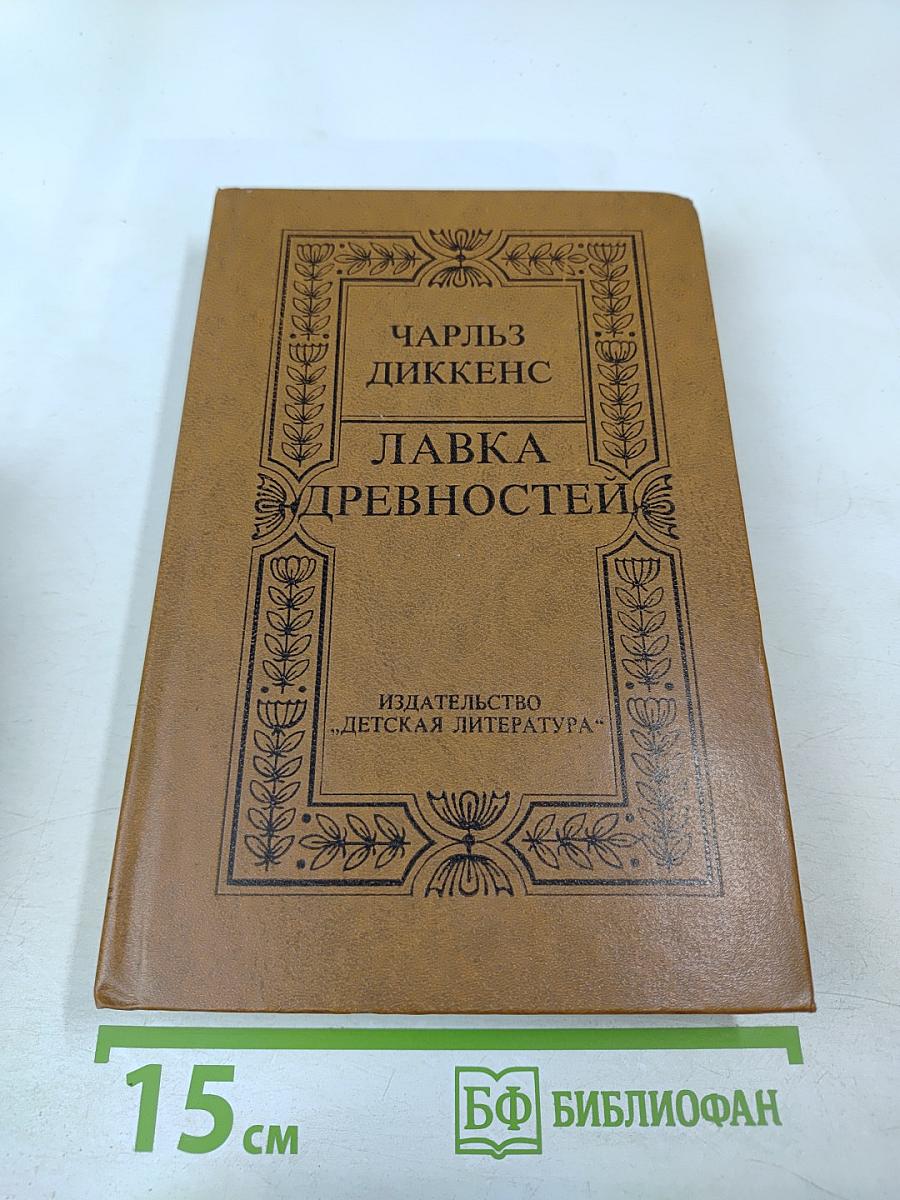 ЧАРЛЬЗ
ДИККЕНС
ЛАВКА
ДРЕВНОСТЕЙ
ИЗДАТЕЛЬСТВО
„ДЕТСКАЯ ЛИТЕРАТУРА“
15 см
БФ БИБЛИОФАН